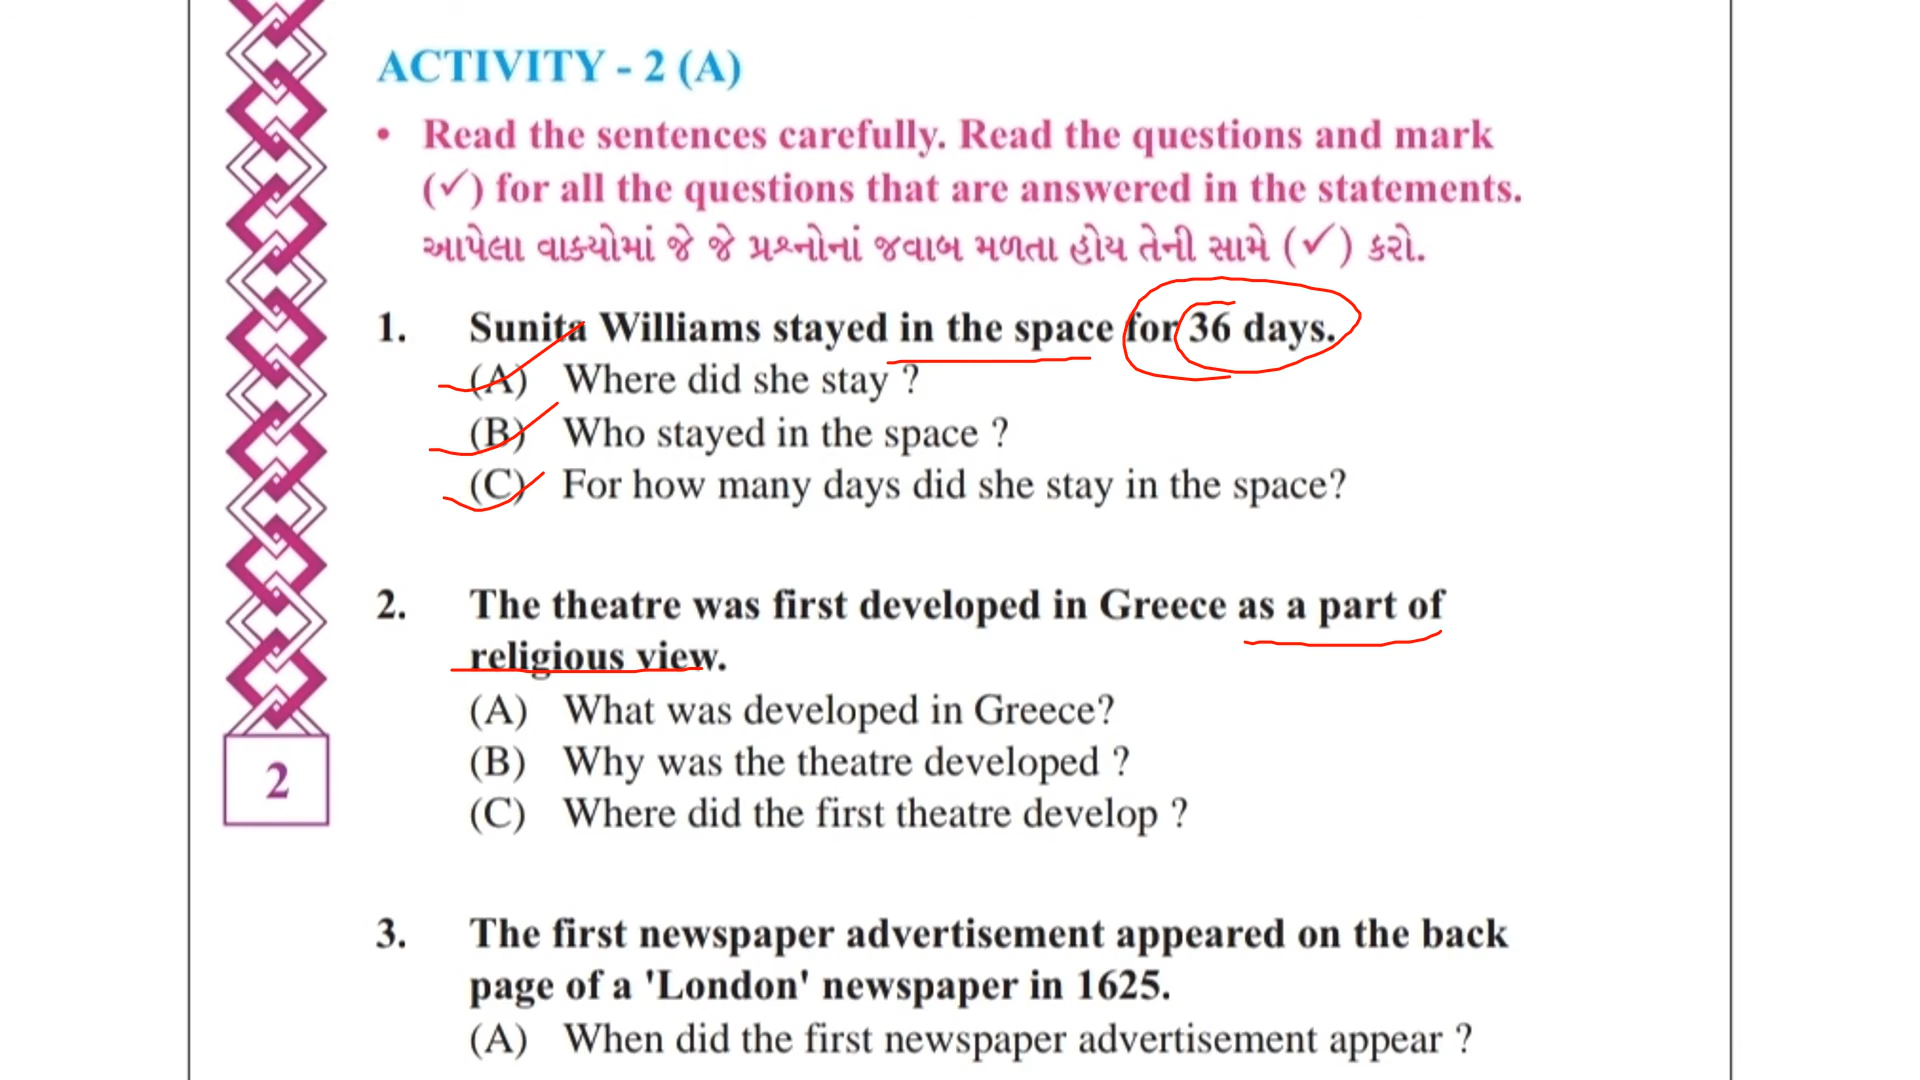 ACTIVITY - 2 (A)
• Read the sentences carefully. Read the questions and mark
(✓) for all the questions that are answered in the statements.
આપેલા વાક્યોમાં જે જે પ્રશ્નોનાં જવાબ મળતા હોય તેની સામે (✓) કરો.
1. Sunita Williams stayed in the space for 36 days.
(A) Where did she stay ?
(B) Who stayed in the space ?
(C) For how many days did she stay in the space?
2. The theatre was first developed in Greece as a part of
religious view.
(A) What was developed in Greece?
(B) Why was the theatre developed ?
(C) Where did the first theatre develop ?
2
3. The first newspaper advertisement appeared on the back
page of a 'London' newspaper in 1625.
(A) When did the first newspaper advertisement appear ?